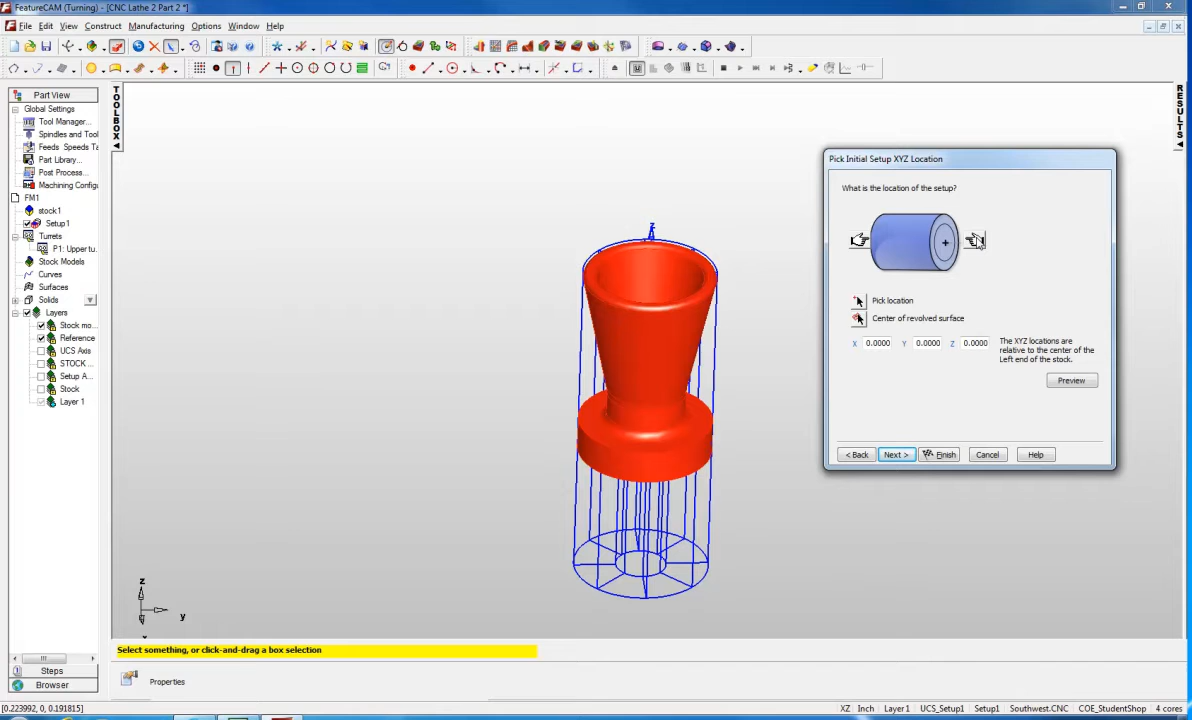 FeatureCAM (Turning) - [CNC Lathe 2 Part 2 *]
File Edit View Construct Manufacturing Options Window Help
Part View
TOOLBOX
RESULTS
Global Settings
Tool Manager...
Spindles and Tool
Feeds Speeds Ta
Part Library...
Post Process...
Machining Config
FM1
stock1
Setup1
Turrets
P1: Upper tu..
Stock Models
Curves
Surfaces
Solids
Layers
Stock mo...
Reference
UCS Axis
STOCK ...
Setup A...
Stock
Layer 1
Steps
Browser
z
z
y
x
Pick Initial Setup XYZ Location
What is the location of the setup?
Pick location
Center of revolved surface
X 0.0000 Y 0.0000 Z 0.0000
The XYZ locations are
relative to the center of the
Left end of the stock.
Preview
< Back Next > Finish Cancel Help
Select something, or click-and-drag a box selection
Properties
[0.223992, 0, 0.191815]
XZ Inch Layer1 UCS_Setup1 Setup1 Southwest.CNC COE_StudentShop 4 cores